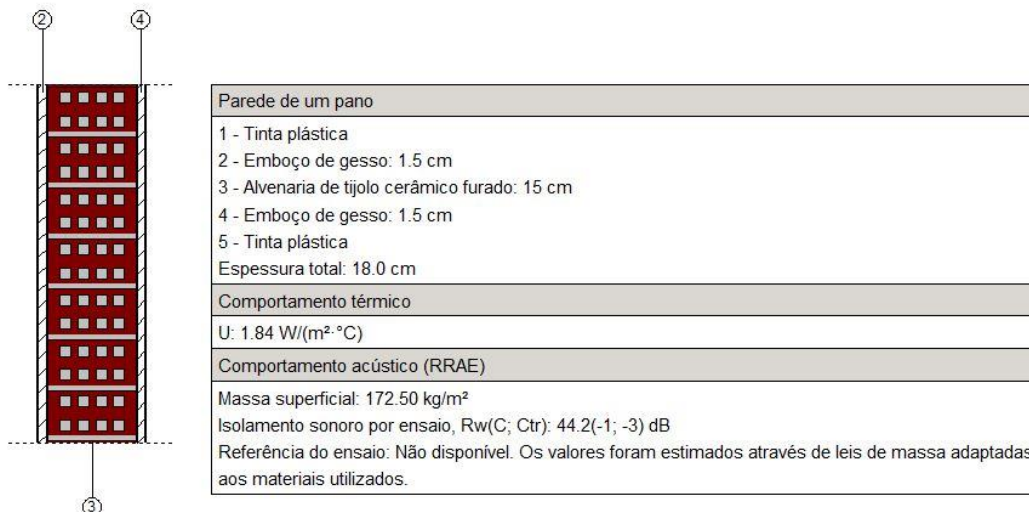 2
4
3
Parede de um pano
1 - Tinta plástica
2 - Emboço de gesso: 1.5 cm
3 - Alvenaria de tijolo cerâmico furado: 15 cm
4 - Emboço de gesso: 1.5 cm
5 - Tinta plástica
Espessura total: 18.0 cm
Comportamento térmico
U: 1.84 W/(m²·°C)
Comportamento acústico (RRAE)
Massa superficial: 172.50 kg/m²
Isolamento sonoro por ensaio, Rw(C; Ctr): 44.2(-1; -3) dB
Referência do ensaio: Não disponível. Os valores foram estimados através de leis de massa adaptadas
aos materiais utilizados.